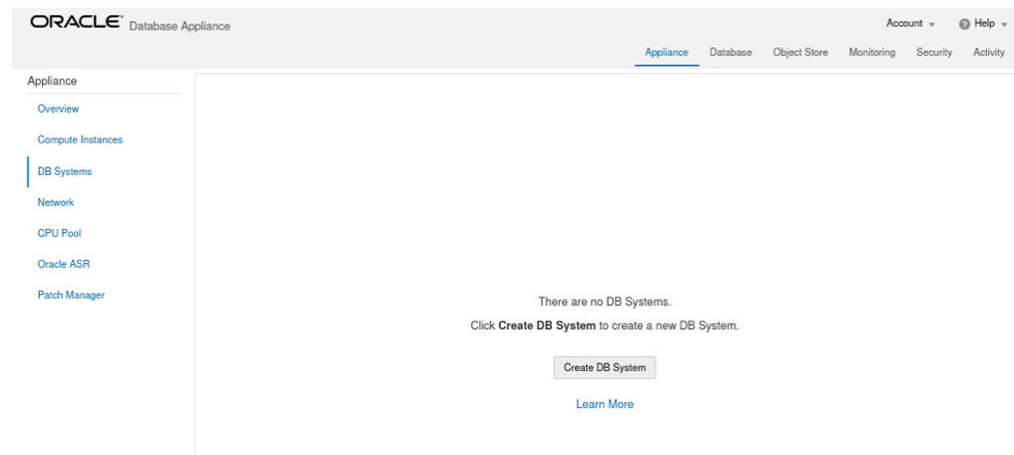 ORACLE® Database Appliance
Account
Help
Appliance Database Object Store Monitoring Security Activity
Appliance
Overview
Compute Instances
DB Systems
Network
CPU Pool
Oracle ASR
Patch Manager
There are no DB Systems.
Click Create DB System to create a new DB System.
Create DB System
Learn More